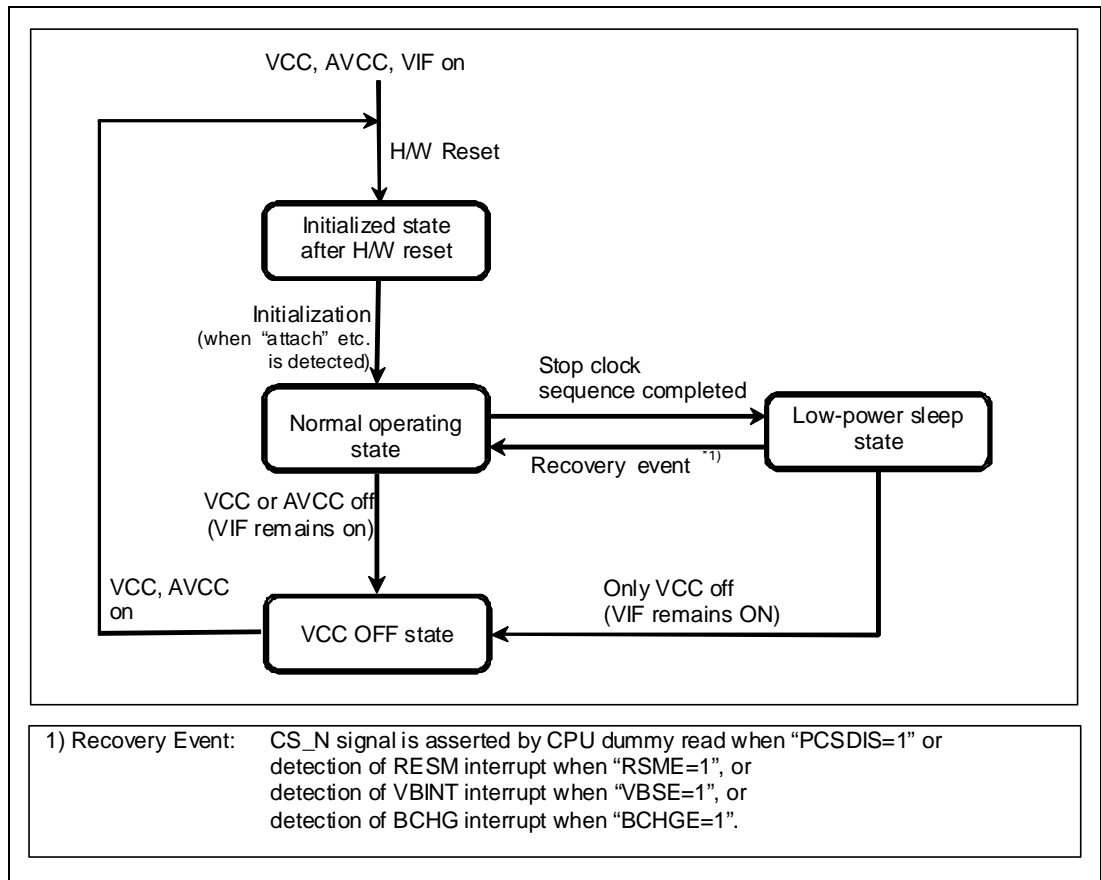 VCC, AVCC, VIF on
H/W Reset
Initialized state
after H/W reset
Initialization
(when “attach” etc.
is detected)
Stop clock
sequence completed
Normal operating
state
Low-power sleep
state
Recovery event *1)
VCC or AVCC off
(VIF remains on)
VCC, AVCC
on
Only VCC off
(VIF remains ON)
VCC OFF state
1) Recovery Event: CS_N signal is asserted by CPU dummy read when “PCSDIS=1” or
detection of RESM interrupt when “RSME=1”, or
detection of VBINT interrupt when “VBSE=1”, or
detection of BCHG interrupt when “BCHGE=1”.